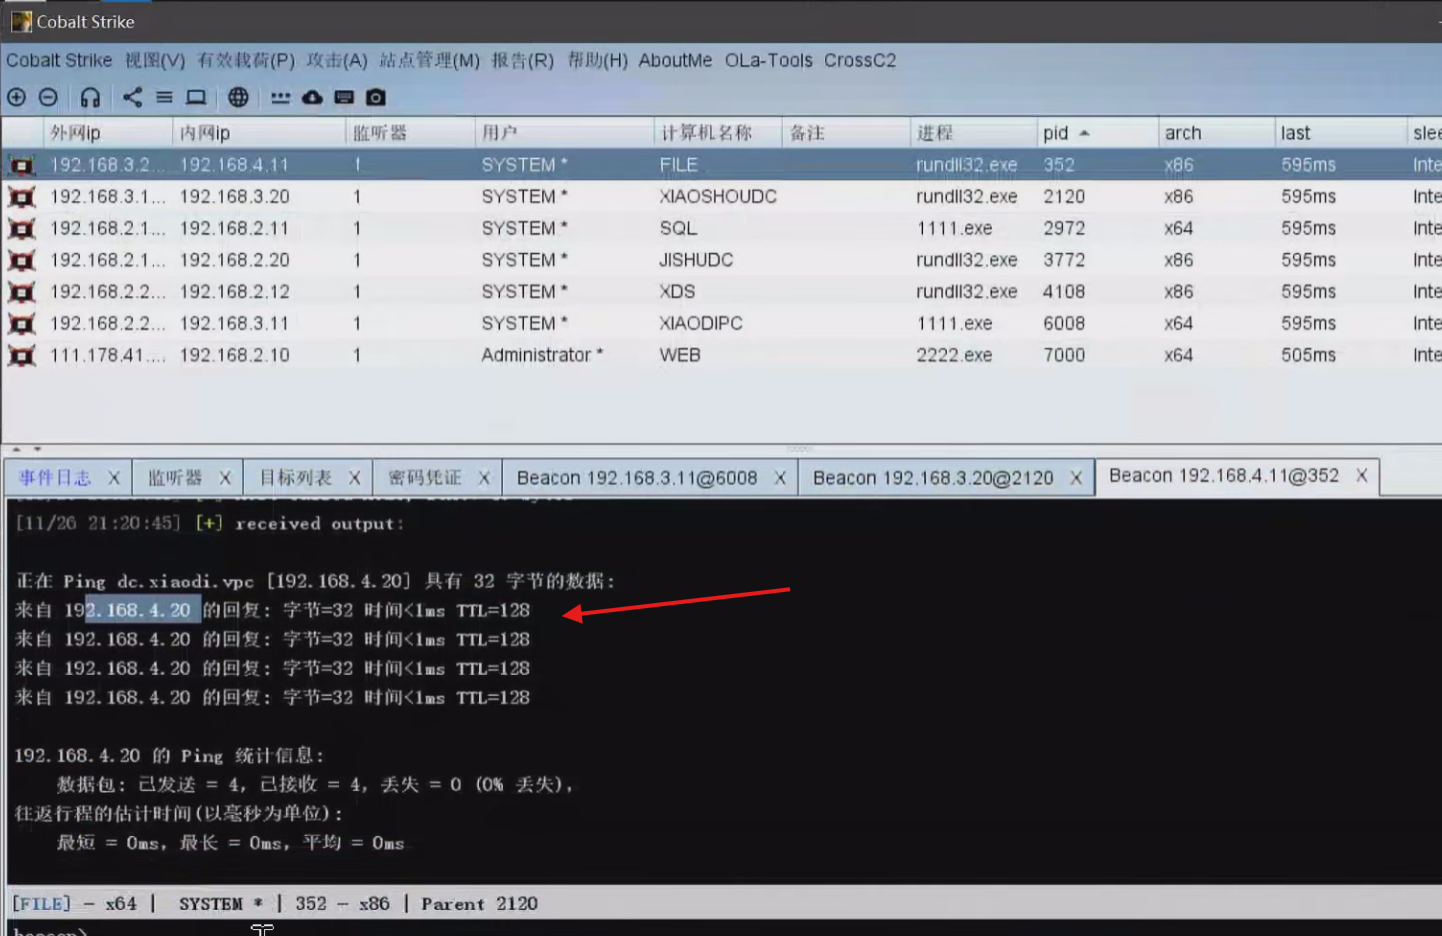 Cobalt Strike
Cobalt Strike 视图(V) 有效载荷(P) 攻击(A) 站点管理(M) 报告(R) 帮助(H) AboutMe OLa-Tools CrossC2
外网ip 内网ip 监听器 用户 计算机名称 备注 进程 pid arch last slee
192.168.3.2... 192.168.4.11 1 SYSTEM * FILE rundll32.exe 352 x86 595ms Inte
192.168.3.1... 192.168.3.20 1 SYSTEM * XIAOSHOUDC rundll32.exe 2120 x86 595ms Inte
192.168.2.1... 192.168.2.11 1 SYSTEM * SQL 1111.exe 2972 x64 595ms Inte
192.168.2.1... 192.168.2.20 1 SYSTEM * JISHUDC rundll32.exe 3772 x86 595ms Inte
192.168.2.2... 192.168.2.12 1 SYSTEM * XDS rundll32.exe 4108 x86 595ms Inte
192.168.2.2... 192.168.3.11 1 SYSTEM * XIAODIPC 1111.exe 6008 x64 595ms Inte
111.178.41.... 192.168.2.10 1 Administrator * WEB 2222.exe 7000 x64 505ms Inte
事件日志 X 监听器 X 目标列表 X 密码凭证 X Beacon 192.168.3.11@6008 X Beacon 192.168.3.20@2120 X Beacon 192.168.4.11@352 X
[11/26 21:20:45] [+] received output:
正在 Ping dc.xiaodi.vpc [192.168.4.20] 具有 32 字节的数据:
来自 192.168.4.20 的回复: 字节=32 时间<1ms TTL=128
来自 192.168.4.20 的回复: 字节=32 时间<1ms TTL=128
来自 192.168.4.20 的回复: 字节=32 时间<1ms TTL=128
来自 192.168.4.20 的回复: 字节=32 时间<1ms TTL=128
192.168.4.20 的 Ping 统计信息:
数据包: 已发送 = 4, 已接收 = 4, 丢失 = 0 (0% 丢失),
往返行程的估计时间(以毫秒为单位):
最短 = 0ms, 最长 = 0ms, 平均 = 0ms
[FILE] - x64 | SYSTEM * | 352 - x86 | Parent 2120
beacon>